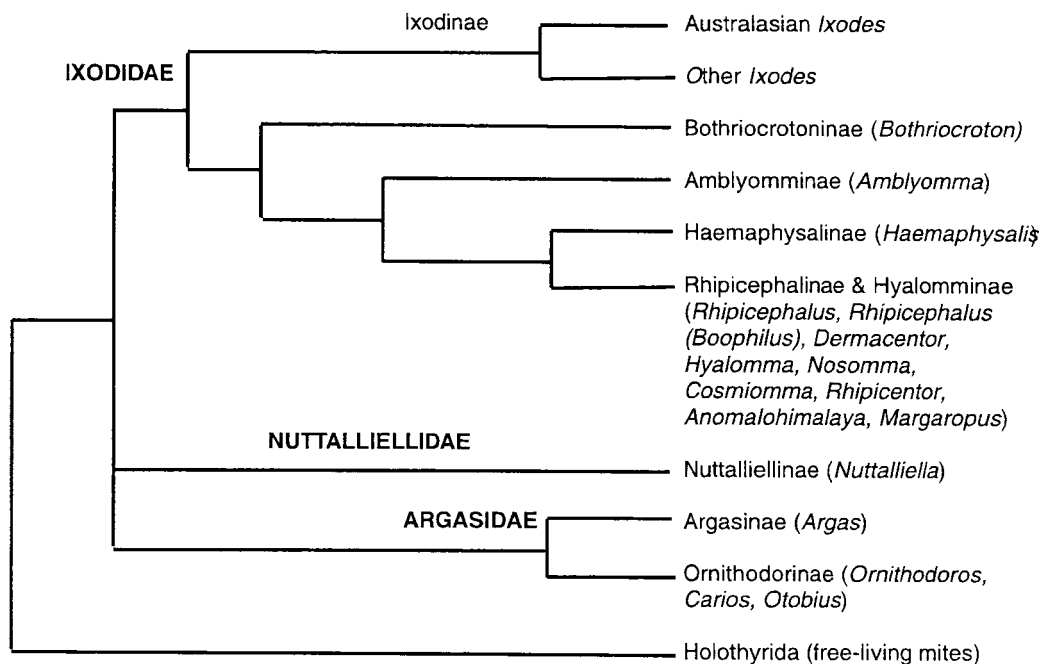 Ixodinae
Australasian Ixodes
IXODIDAE
Other Ixodes
Bothriocrotoninae (Bothriocroton)
Amblyomminae (Amblyomma)
Haemaphysalinae (Haemaphysalis)
Rhipicephalinae & Hyalomminae
(Rhipicephalus, Rhipicephalus
(Boophilus), Dermacentor,
Hyalomma, Nosomma,
Cosmiomma, Rhipicentor,
Anomalohimalaya, Margaropus)
NUTTALLIELLIDAE
Nuttalliellinae (Nuttalliella)
ARGASIDAE
Argasinae (Argas)
Ornithodorinae (Ornithodoros,
Carios, Otobius)
Holothyrida (free-living mites)